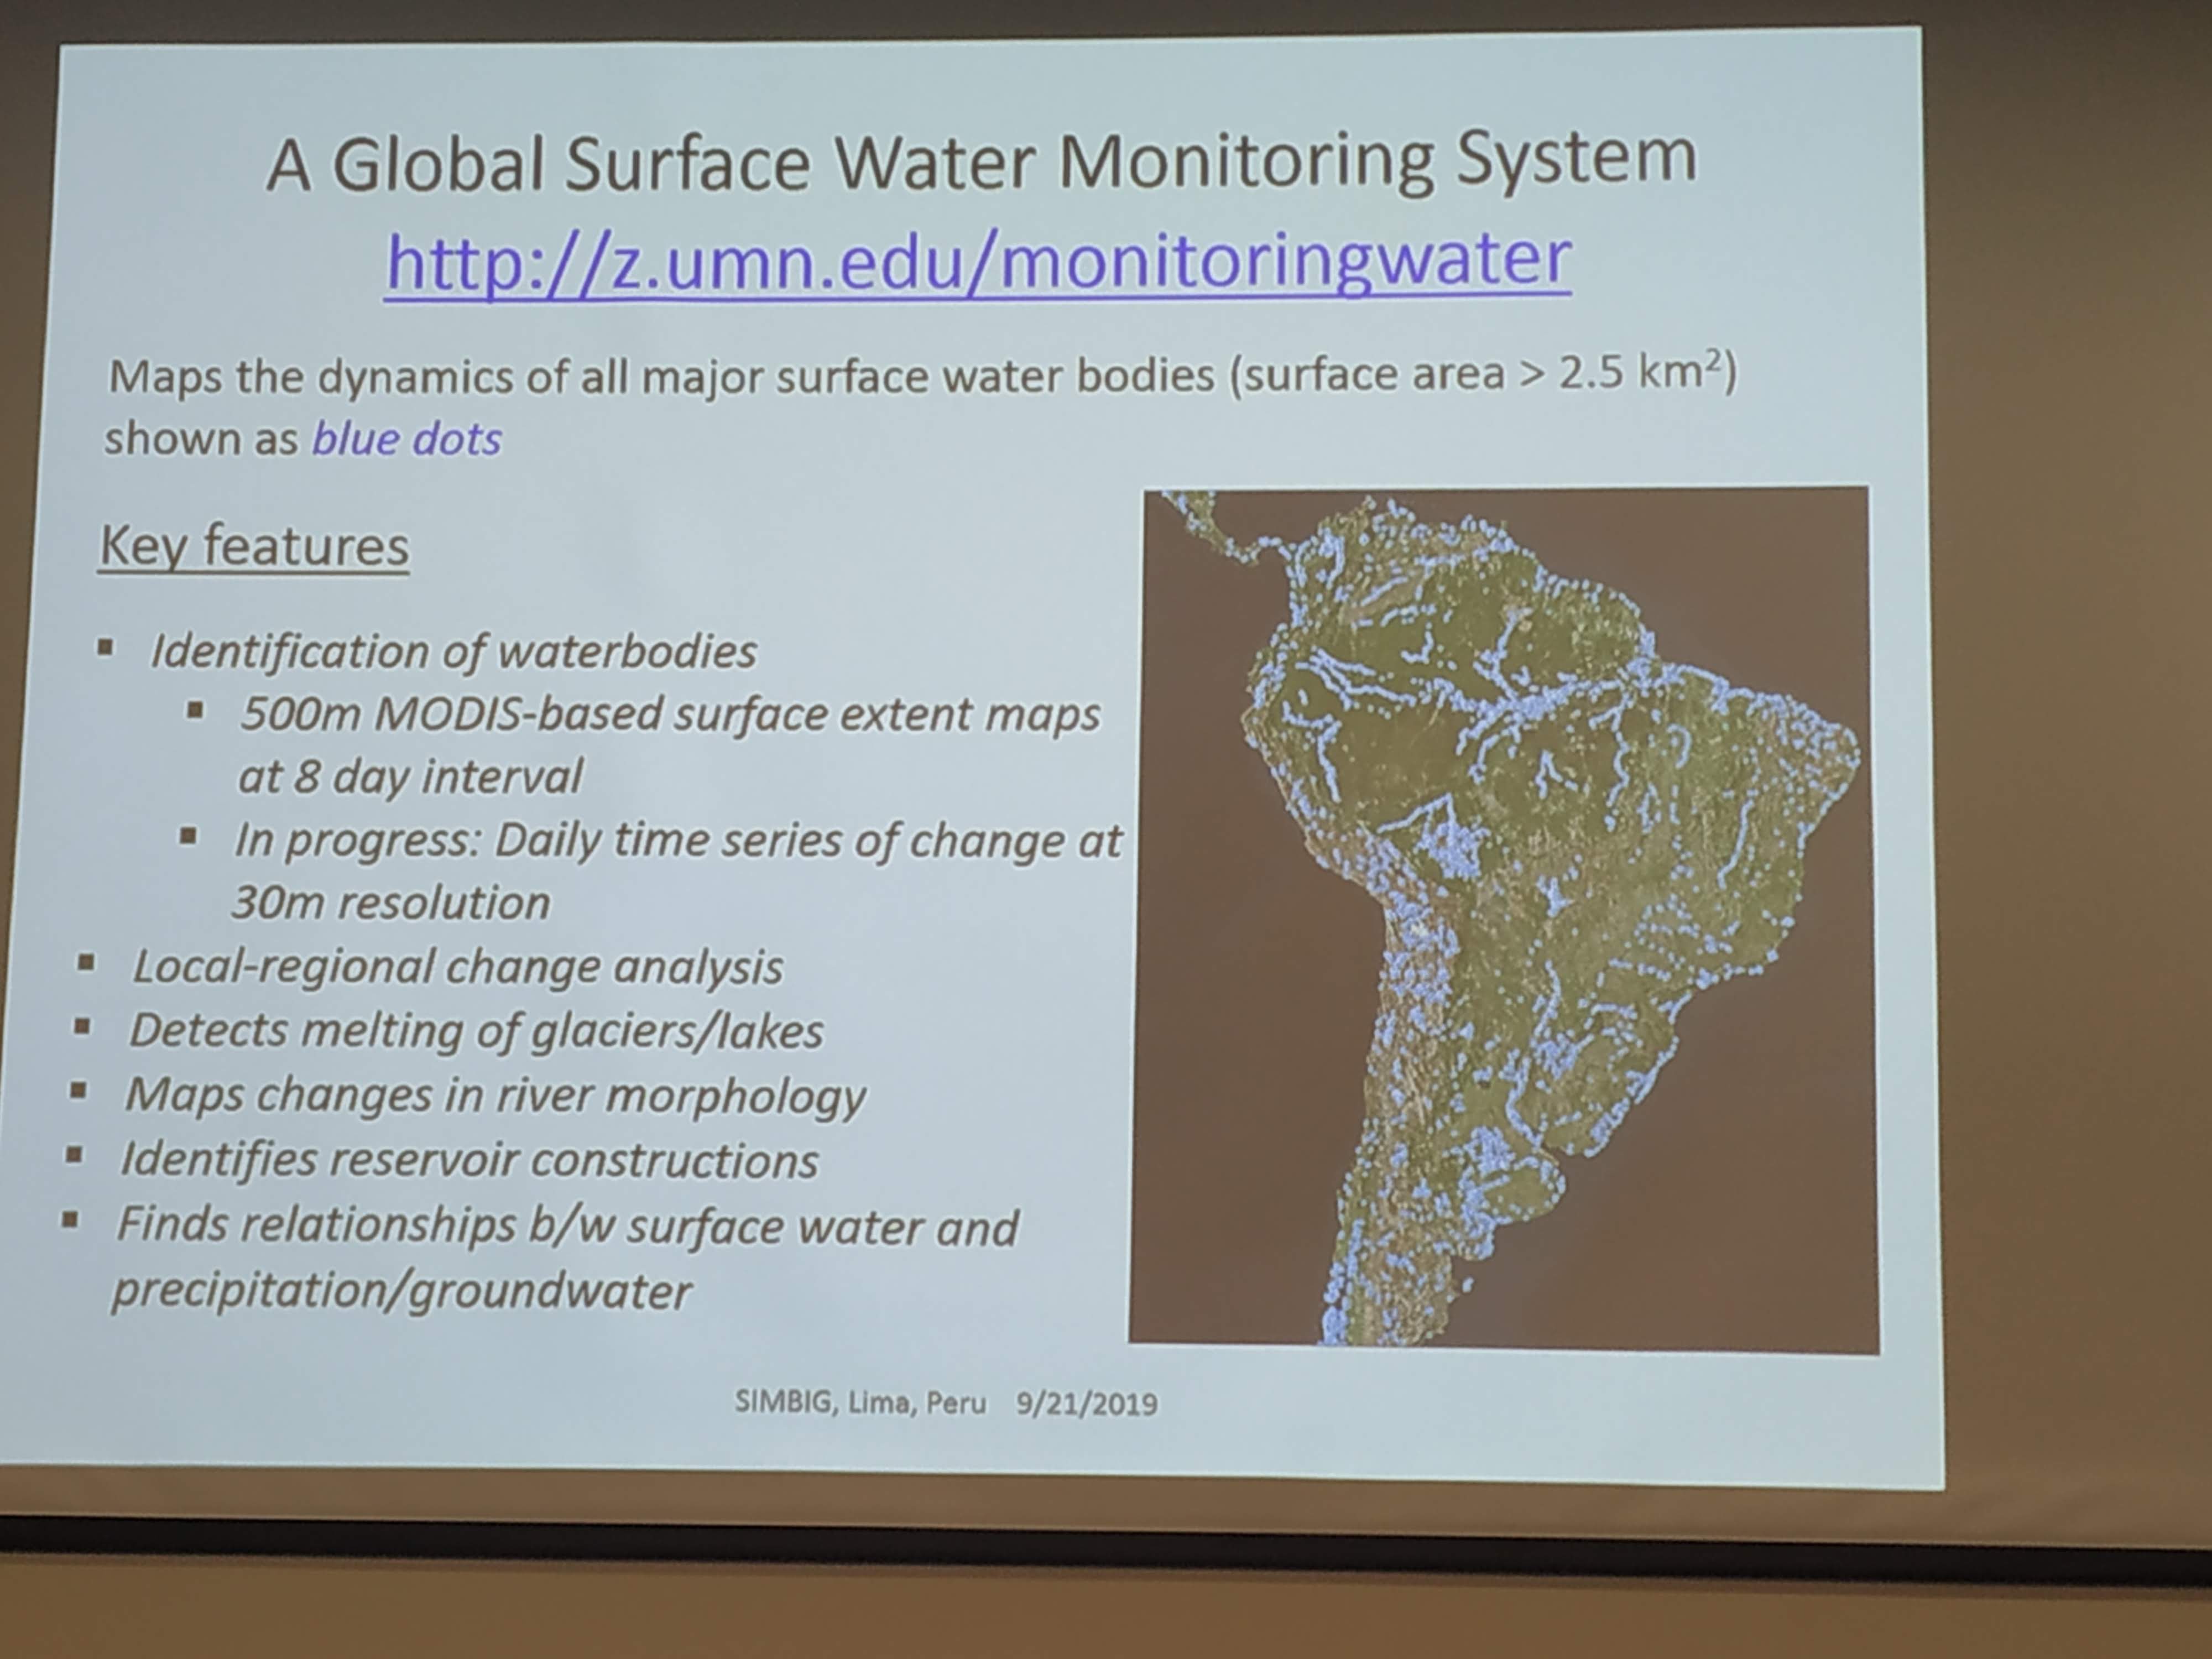 A Global Surface Water Monitoring System
http://z.umn.edu/monitoringwater
Maps the dynamics of all major surface water bodies (surface area > 2.5 km²)
shown as blue dots
Key features
▪ Identification of waterbodies
▪ 500m MODIS-based surface extent maps
at 8 day interval
▪ In progress: Daily time series of change at
30m resolution
▪ Local-regional change analysis
▪ Detects melting of glaciers/lakes
▪ Maps changes in river morphology
▪ Identifies reservoir constructions
▪ Finds relationships b/w surface water and
precipitation/groundwater
SIMBIG, Lima, Peru 9/21/2019